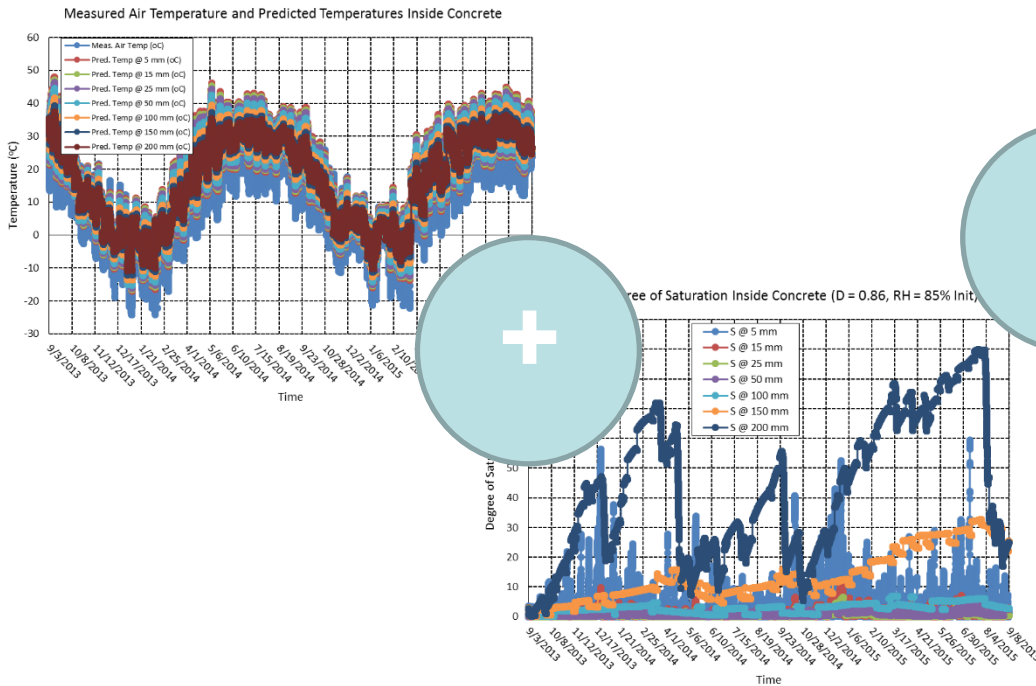 Measured Air Temperature and Predicted Temperatures Inside Concrete
60
50
40
30
20
10
0
-10
-20
-30
Temperature (°C)
Meas. Air Temp (oC)
Pred. Temp @ 5 mm (oC)
Pred. Temp @ 15 mm (oC)
Pred. Temp @ 25 mm (oC)
Pred. Temp @ 50 mm (oC)
Pred. Temp @ 100 mm (oC)
Pred. Temp @ 150 mm (oC)
Pred. Temp @ 200 mm (oC)
9/3/2013
10/8/2013
11/12/2013
12/17/2013
1/21/2014
2/25/2014
4/1/2014
5/6/2014
6/10/2014
7/15/2014
8/19/2014
9/23/2014
10/28/2014
12/2/2014
1/6/2015
2/10/
Time
+
ree of Saturation Inside Concrete (D = 0.86, RH = 85% Init)
S @ 5 mm
S @ 15 mm
S @ 25 mm
S @ 50 mm
S @ 100 mm
S @ 150 mm
S @ 200 mm
Degree of Sat
50
40
30
20
10
0
9/3/2013
10/8/2013
11/12/2013
12/17/2013
1/21/2014
2/25/2014
4/1/2014
5/6/2014
6/10/2014
7/15/2014
8/19/2014
9/23/2014
10/28/2014
12/2/2014
1/6/2015
2/10/2015
3/17/2015
4/21/2015
5/26/2015
6/30/2015
8/4/2015
9/8/2015
Time